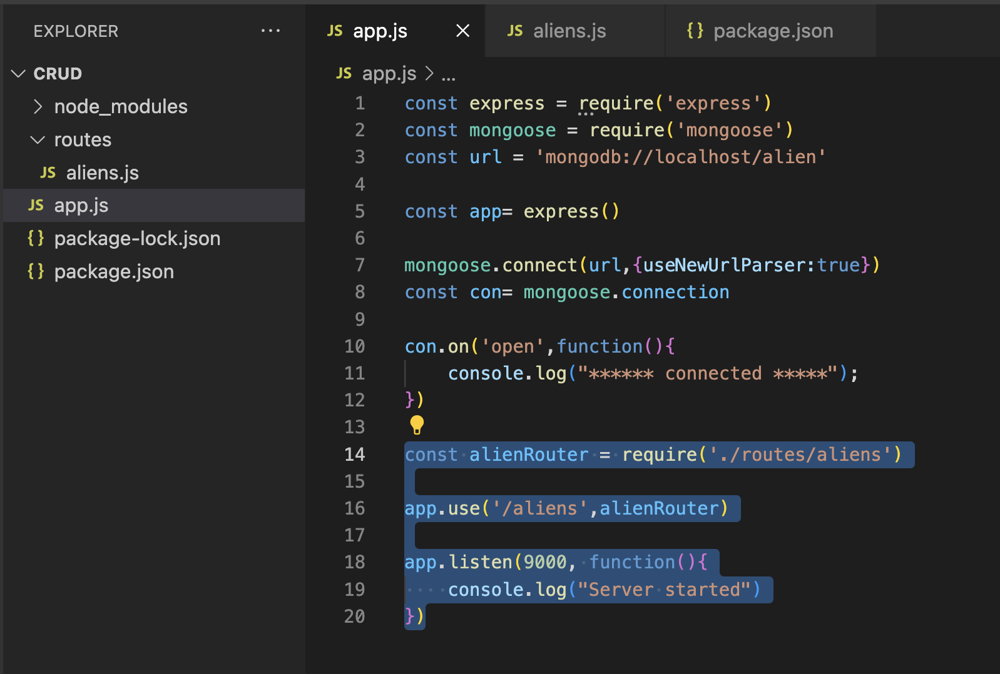 EXPLORER ...
CRUD
node_modules
routes
JS aliens.js
JS app.js
{} package-lock.json
{} package.json
JS app.js
JS aliens.js
{} package.json
JS app.js > ...
1 const express = require('express')
2 const mongoose = require('mongoose')
3 const url = 'mongodb://localhost/alien'
4
5 const app= express()
6
7 mongoose.connect(url,{useNewUrlParser:true})
8 const con= mongoose.connection
9
10 con.on('open',function(){
11     console.log("****** connected *****");
12 })
13
14 const alienRouter = require('./routes/aliens')
15
16 app.use('/aliens',alienRouter)
17
18 app.listen(9000, function(){
19     console.log("Server started")
20 })